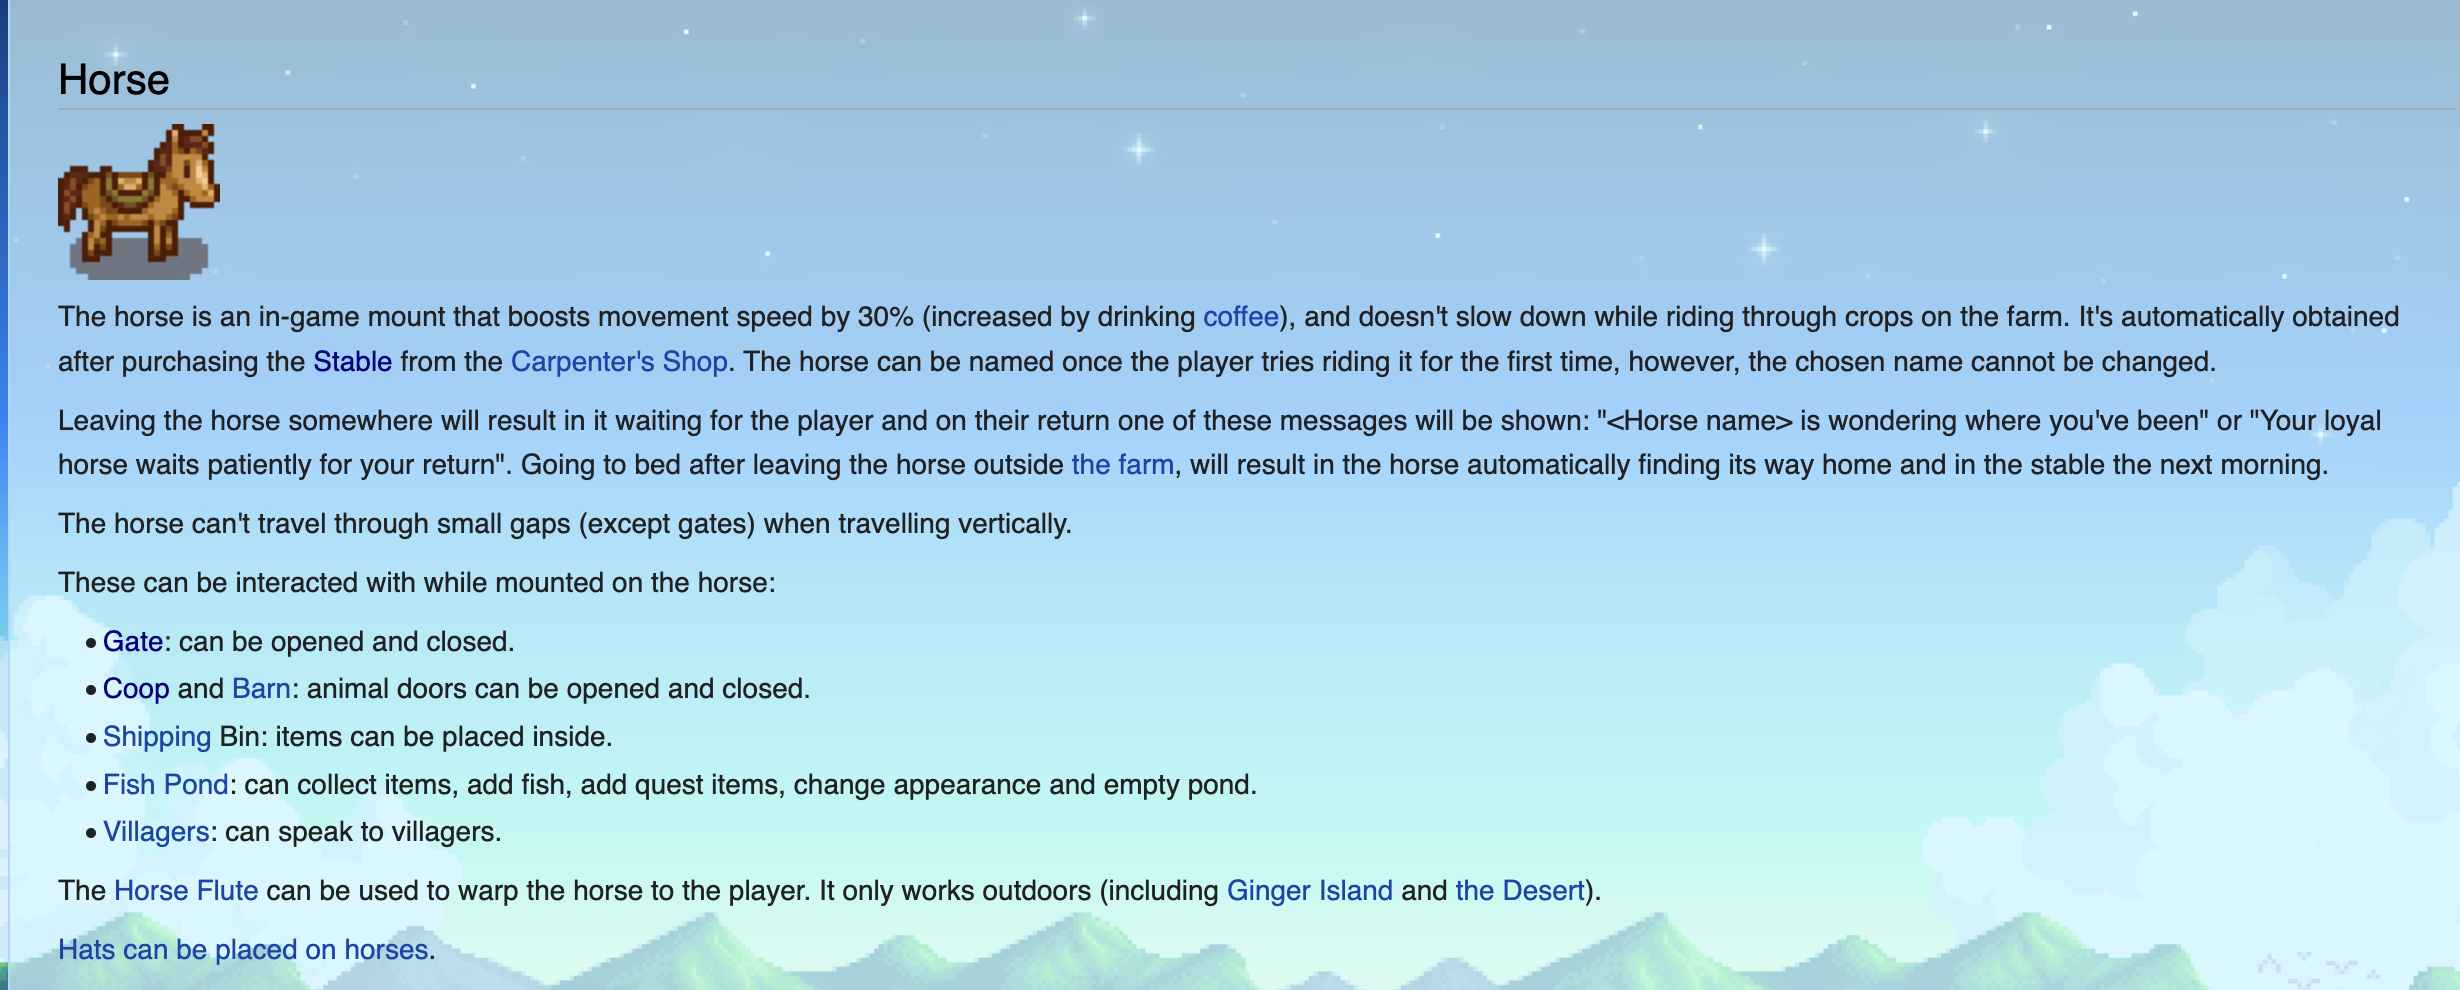 Horse
The horse is an in-game mount that boosts movement speed by 30% (increased by drinking coffee), and doesn't slow down while riding through crops on the farm. It's automatically obtained
after purchasing the Stable from the Carpenter's Shop. The horse can be named once the player tries riding it for the first time, however, the chosen name cannot be changed.
Leaving the horse somewhere will result in it waiting for the player and on their return one of these messages will be shown: "<Horse name> is wondering where you've been" or "Your loyal
horse waits patiently for your return". Going to bed after leaving the horse outside the farm, will result in the horse automatically finding its way home and in the stable the next morning.
The horse can't travel through small gaps (except gates) when travelling vertically.
These can be interacted with while mounted on the horse:
• Gate: can be opened and closed.
• Coop and Barn: animal doors can be opened and closed.
• Shipping Bin: items can be placed inside.
• Fish Pond: can collect items, add fish, add quest items, change appearance and empty pond.
• Villagers: can speak to villagers.
The Horse Flute can be used to warp the horse to the player. It only works outdoors (including Ginger Island and the Desert).
Hats can be placed on horses.